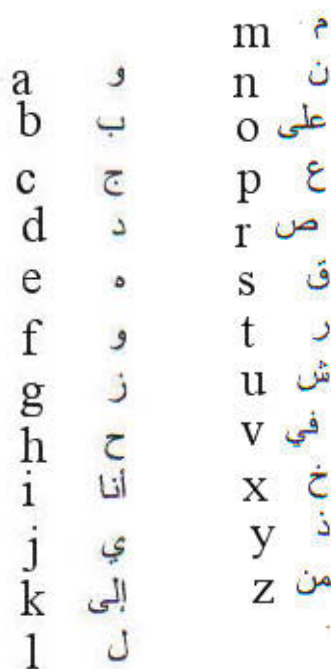 a و
b ب
c ج
d د
e ه
f و
g ز
h ح
i أنا
j ي
k إلى
l ل
m م
n ن
o على
p ع
r ص
s ق
t ر
u ش
v في
x خ
y ذ
z من